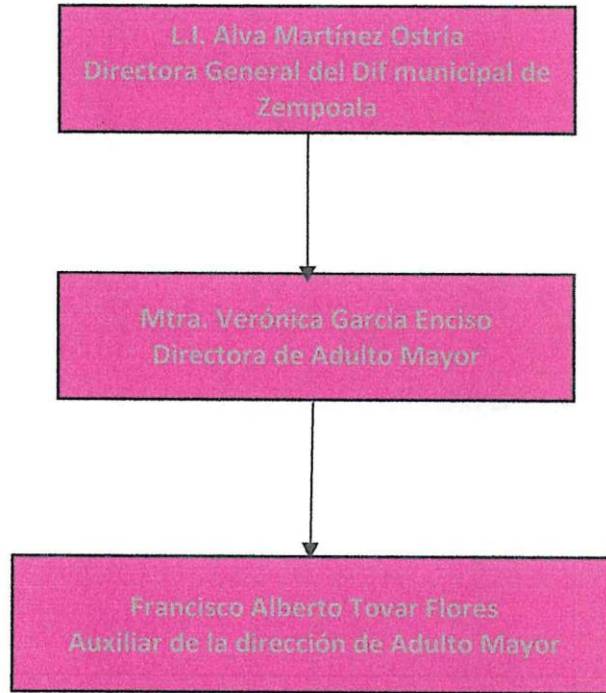 L.I. Alva Martínez Ostria
Directora General del Dif municipal de
Zempoala
Mtra. Verónica García Enciso
Directora de Adulto Mayor
Francisco Alberto Tovar Flores
Auxiliar de la dirección de Adulto Mayor